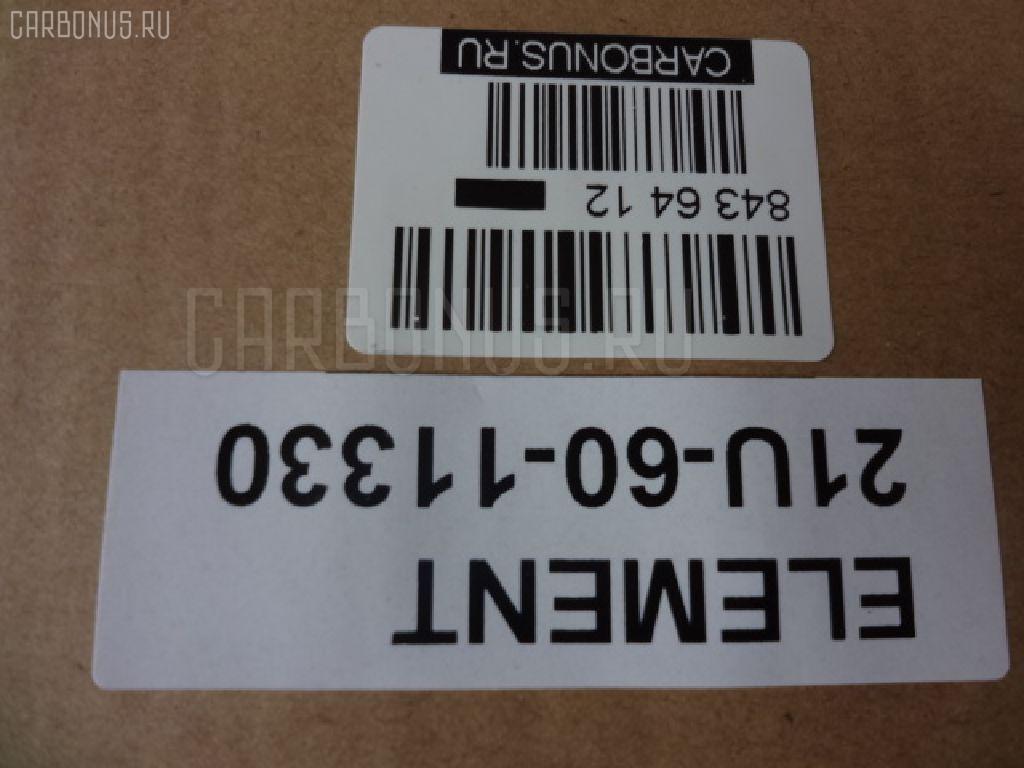 CARBONUS.RU
ELEMENT
21U-60-11330
843 64 12
CARBONUS.RU
CARBONUS.RU